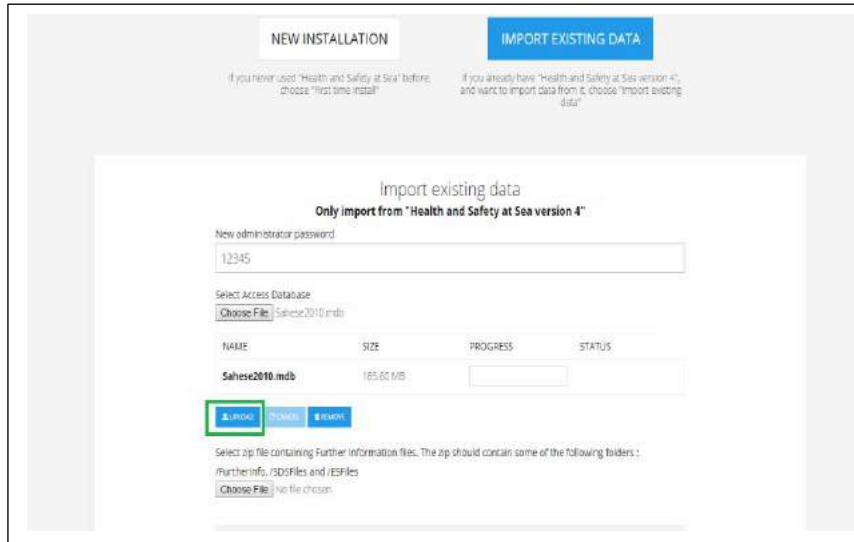 NEW INSTALLATION
IMPORT EXISTING DATA
If you never used "Health and Safety at Sea" before,
choose "First time install"
If you already have "Health and Safety at Sea version 4",
and want to import data from it, choose "Import existing
data"
Import existing data
Only import from "Health and Safety at Sea version 4"
New administrator password
12345
Select Access Database
Choose File Sahese2010.mdb
NAME SIZE PROGRESS STATUS
Sahese2010.mdb 185.60 MB
UPLOAD CANCEL REMOVE
Select zip file containing Further Information files. The zip should contain some of the following folders :
/FurtherInfo, /SDSFiles and /ESFiles
Choose File No file chosen